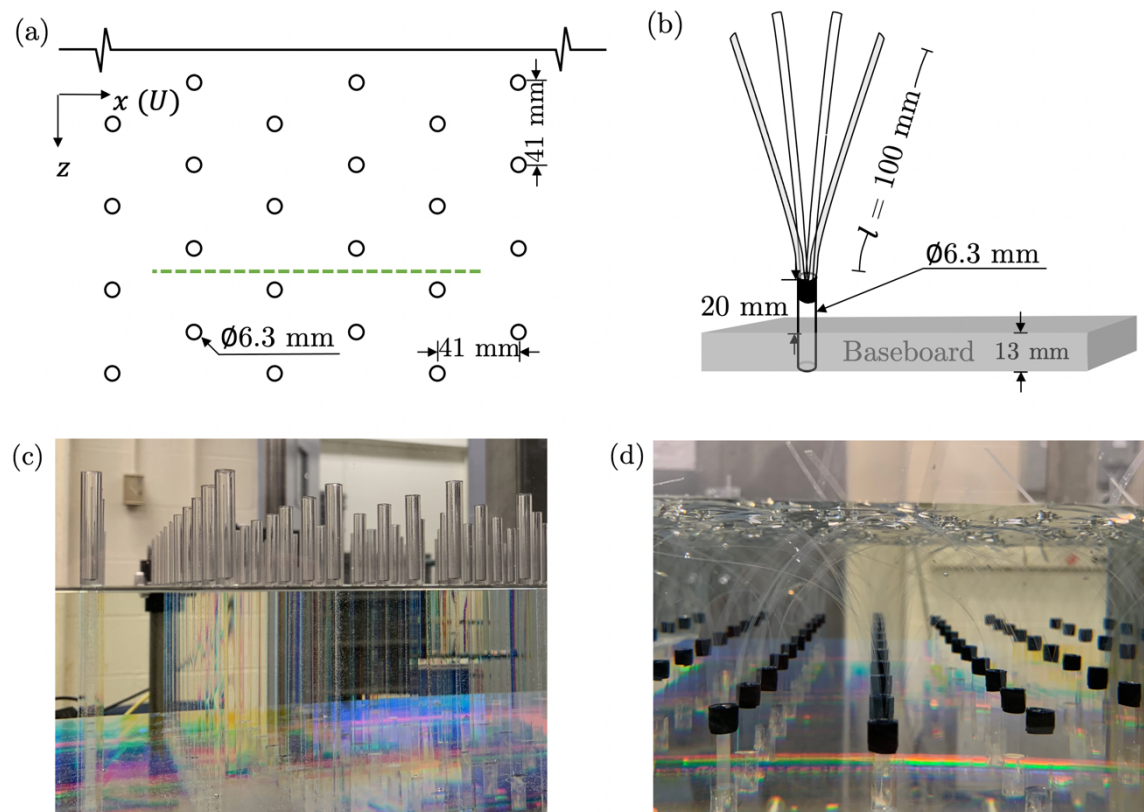 (a)
x (U)
z
41 mm
Ø6.3 mm
41 mm
(b)
l = 100 mm
Ø6.3 mm
20 mm
Baseboard
13 mm
(c)
(d)